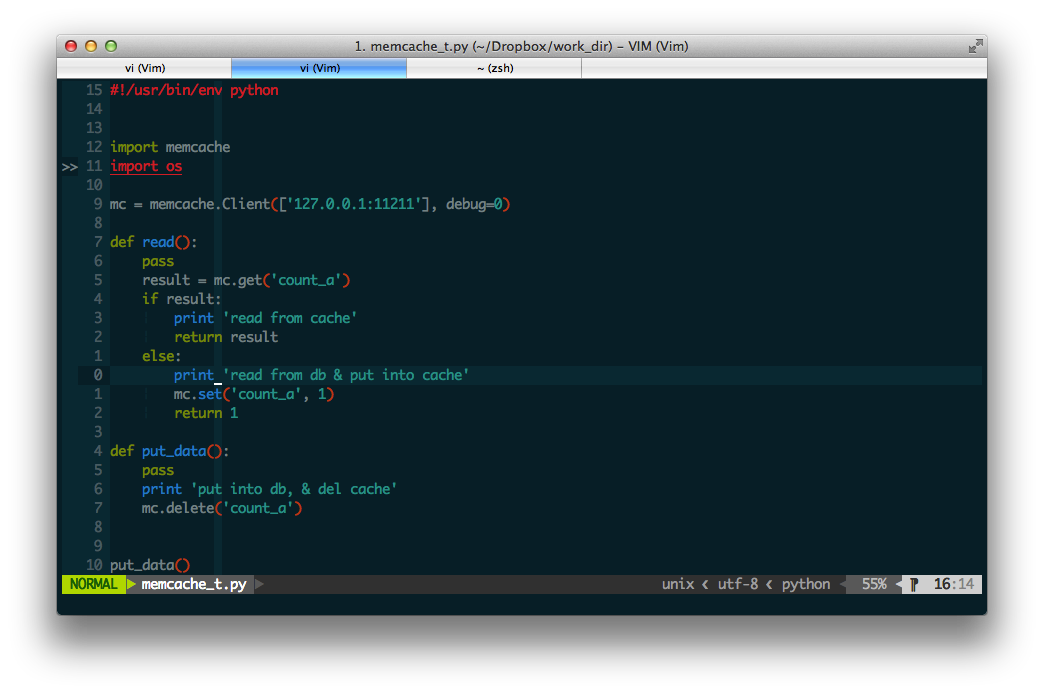 1. memcache_t.py (~/Dropbox/work_dir) – VIM (Vim)
vi (Vim) vi (Vim) ~ (zsh)
15 #!/usr/bin/env python
14
13
12 import memcache
>> 11 import os
10
9 mc = memcache.Client(['127.0.0.1:11211'], debug=0)
8
7 def read():
6     pass
5     result = mc.get('count_a')
4     if result:
3         print 'read from cache'
2         return result
1     else:
0         print 'read from db & put into cache'
1         mc.set('count_a', 1)
2         return 1
3
4 def put_data():
5     pass
6     print 'put into db, & del cache'
7     mc.delete('count_a')
8
9
10 put_data()
NORMAL memcache_t.py unix < utf-8 < python 55% 16:14